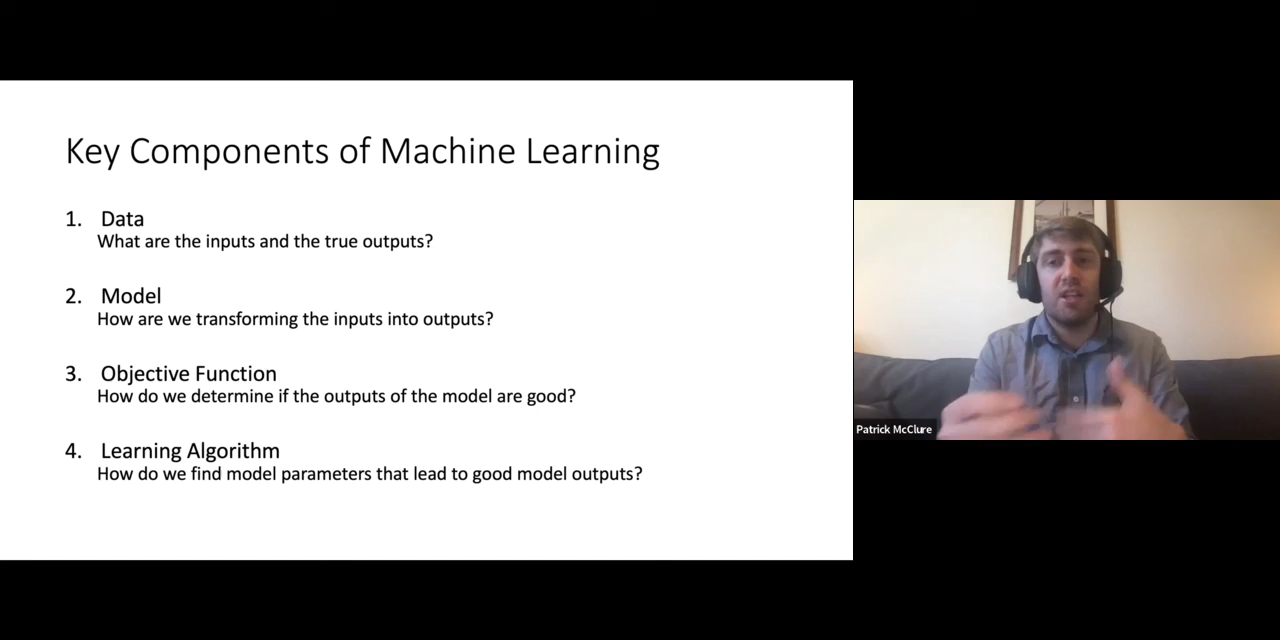 Key Components of Machine Learning
1. Data
What are the inputs and the true outputs?
2. Model
How are we transforming the inputs into outputs?
3. Objective Function
How do we determine if the outputs of the model are good?
4. Learning Algorithm
How do we find model parameters that lead to good model outputs?
Patrick McClure